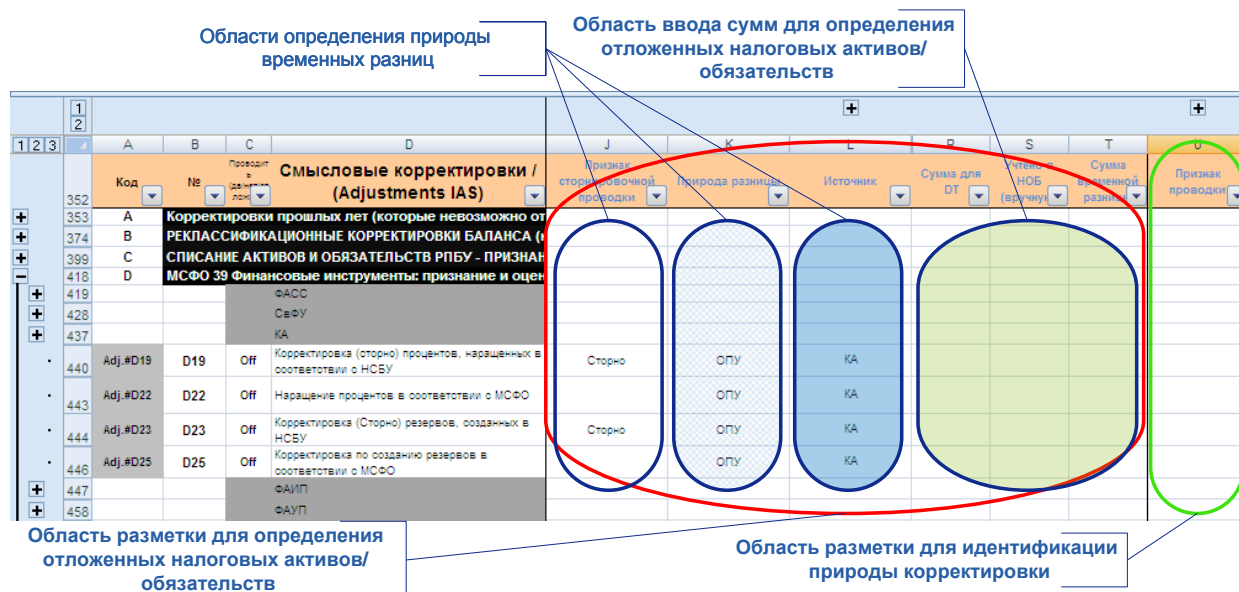 Области определения природы
временных разниц
Область ввода сумм для определения
отложенных налоговых активов/
обязательств
1
2
1 2 3
A B C D J K L R S T U
352
Код
№
Проводит
ь
Смысловые корректировки /
(Adjustments IAS)
Признак
сторнировочной
проводки
Природа разницы
Источник
Сумма для
DT
Учтено в
НОБ
(вручную
Сумма
временной
разницы
Признак
проводки
353 A Корректировки прошлых лет (которые невозможно от
374 B РЕКЛАССИФИКАЦИОННЫЕ КОРРЕКТИРОВКИ БАЛАНСА (
399 C СПИСАНИЕ АКТИВОВ И ОБЯЗАТЕЛЬСТВ РПБУ - ПРИЗНАН
418 D МСФО 39 Финансовые инструменты: признание и оцен
419 ФАСС
428 СвФУ
437 КА
440 Adj.#D19 D19 Off Корректировка (сторно) процентов, наращенных в
соответствии с НСБУ Сторно ОПУ КА
443 Adj.#D22 D22 Off Наращение процентов в соответствии с МСФО ОПУ КА
444 Adj.#D23 D23 Off Корректировка (Сторно) резервов, созданных в
НСБУ Сторно ОПУ КА
446 Adj.#D25 D25 Off Корректировка по созданию резервов в
соответствии с МСФО ОПУ КА
447 ФАИП
458 ФАУП
Область разметки для определения
отложенных налоговых активов/
обязательств
Область разметки для идентификации
природы корректировки